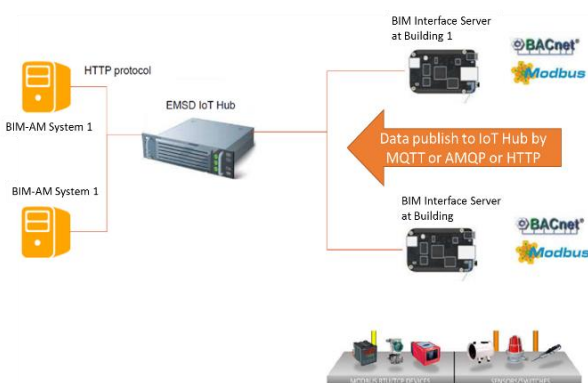 BIM Interface Server
at Building 1
BACnet®
Modbus
HTTP protocol
EMSD IoT Hub
BIM-AM System 1
Data publish to IoT Hub by
MQTT or AMQP or HTTP
BIM-AM System 1
BIM Interface Server
at Building
BACnet®
Modbus
SENSORS/SWITCHES